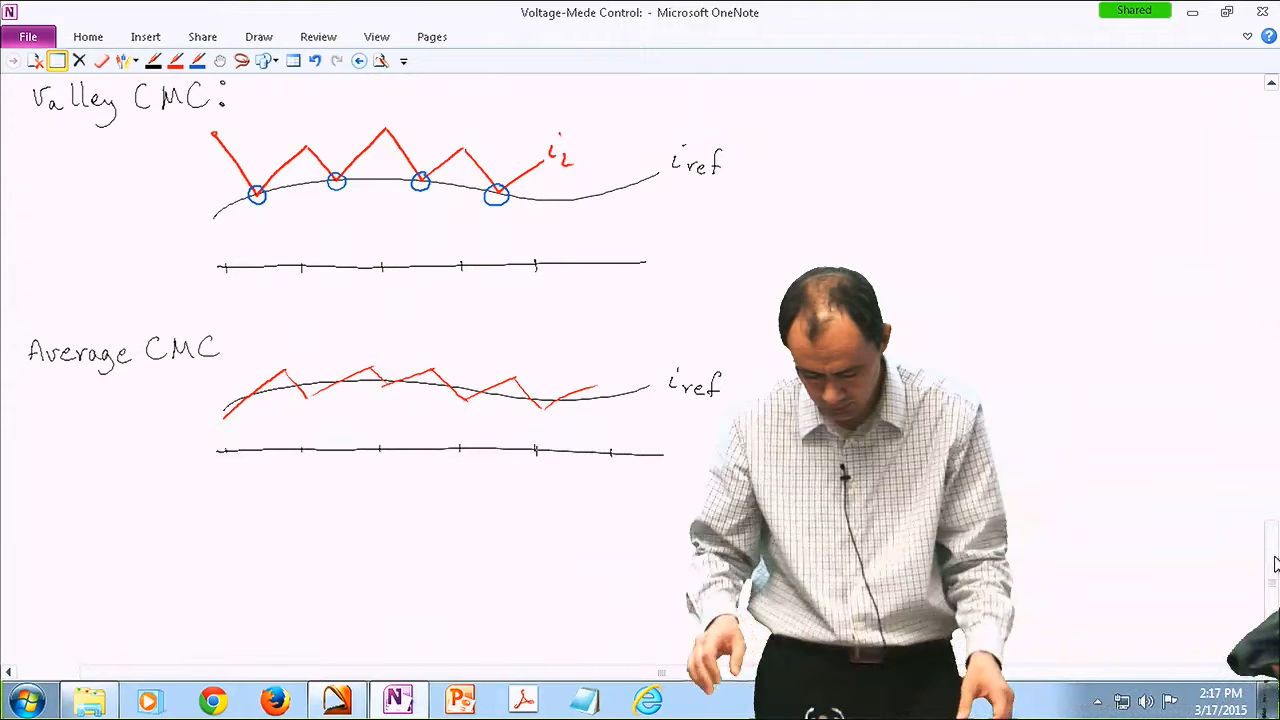 Voltage-Mede Control: - Microsoft OneNote
Shared
File Home Insert Share Draw Review View Pages
Valley CMC:
iL
iref
Average CMC
iref
2:17 PM
3/17/2015